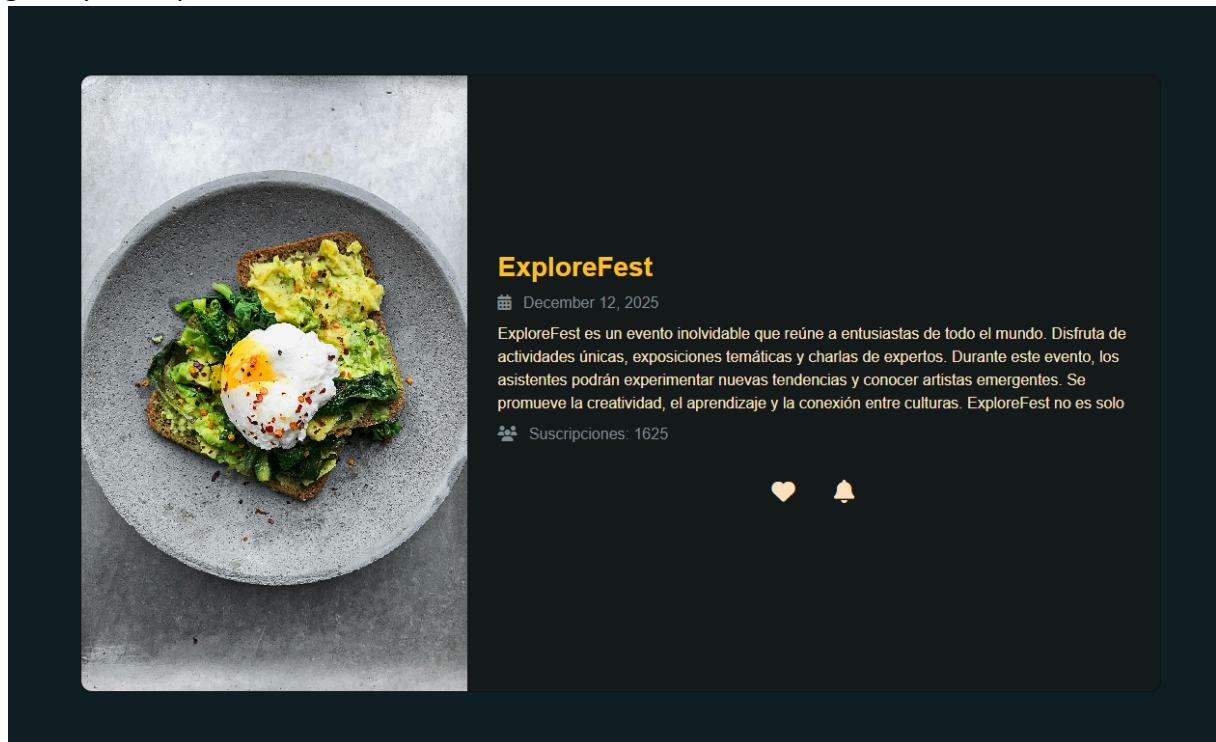 ExploreFest
December 12, 2025
ExploreFest es un evento inolvidable que reúne a entusiastas de todo el mundo. Disfruta de
actividades únicas, exposiciones temáticas y charlas de expertos. Durante este evento, los
asistentes podrán experimentar nuevas tendencias y conocer artistas emergentes. Se
promueve la creatividad, el aprendizaje y la conexión entre culturas. ExploreFest no es solo
Suscripciones: 1625